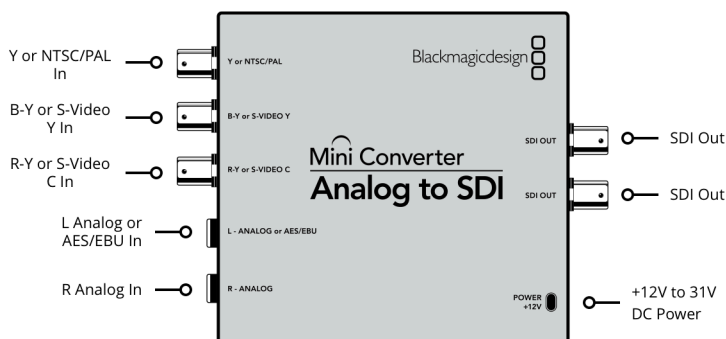 Y or NTSC/PAL
In
B-Y or S-Video
Y In
R-Y or S-Video
C In
L Analog or
AES/EBU In
R Analog In
Y or NTSC/PAL
B-Y or S-VIDEO Y
R-Y or S-VIDEO C
L - ANALOG or AES/EBU
R - ANALOG
Blackmagicdesign
Mini Converter
Analog to SDI
SDI OUT
SDI OUT
POWER
+12V
SDI Out
SDI Out
+12V to 31V
DC Power